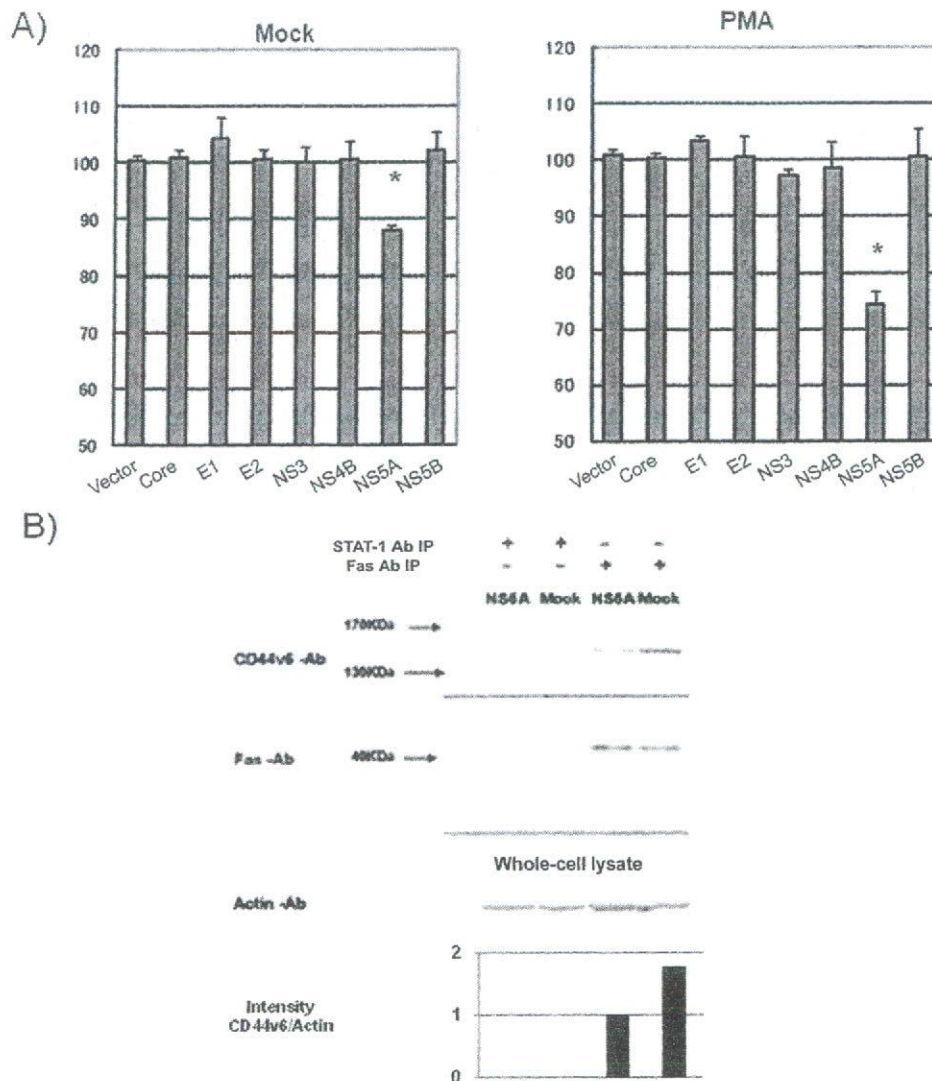 A)
Mock
PMA
120
110
100
90
80
70
60
50
*
Vector
Core
E1
E2
NS3
NS4B
NS5A
NS5B
120
110
100
90
80
70
60
50
*
Vector
Core
E1
E2
NS3
NS4B
NS5A
NS5B
B)
STAT-1 Ab IP + + - -
Fas Ab IP - - + +
NS5A Mock NS5A Mock
170KDa
CD44v6 -Ab
130KDa
Fas -Ab
40KDa
Whole-cell lysate
Actin -Ab
2
1
0
Intensity
CD44v6/Actin